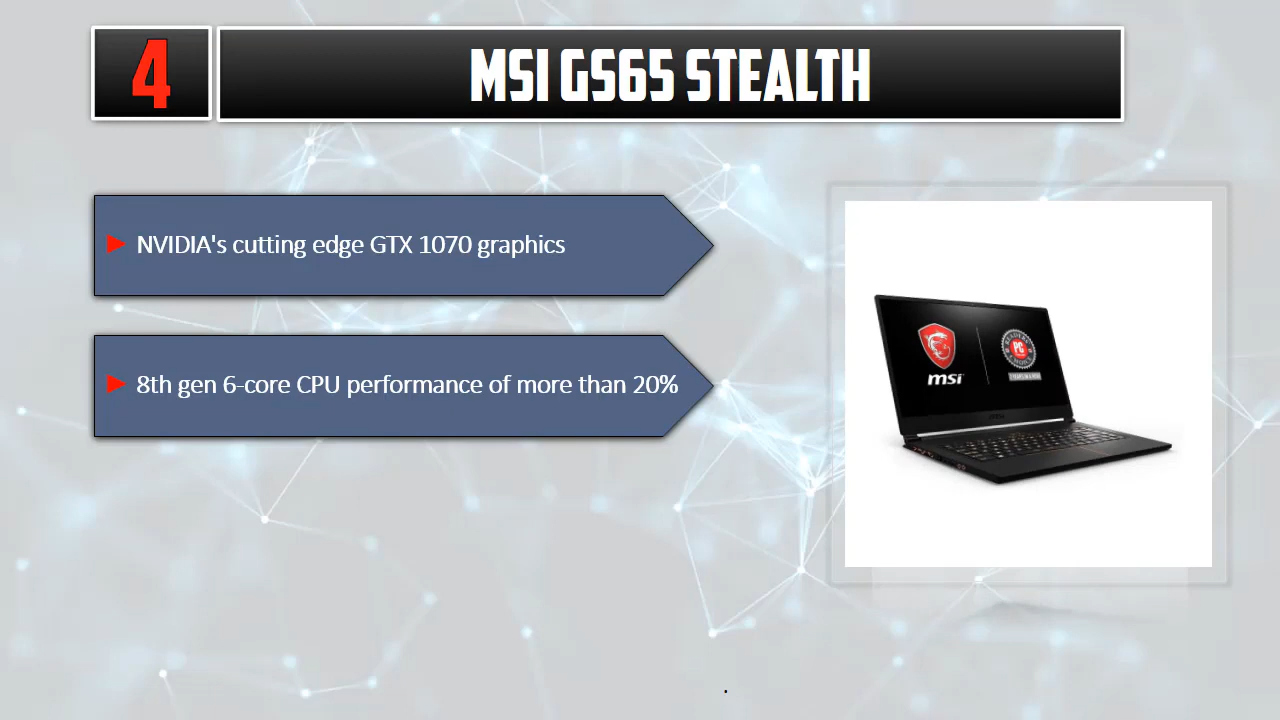 4
MSI GS65 STEALTH
► NVIDIA's cutting edge GTX 1070 graphics
► 8th gen 6-core CPU performance of more than 20%
msi
PC
.